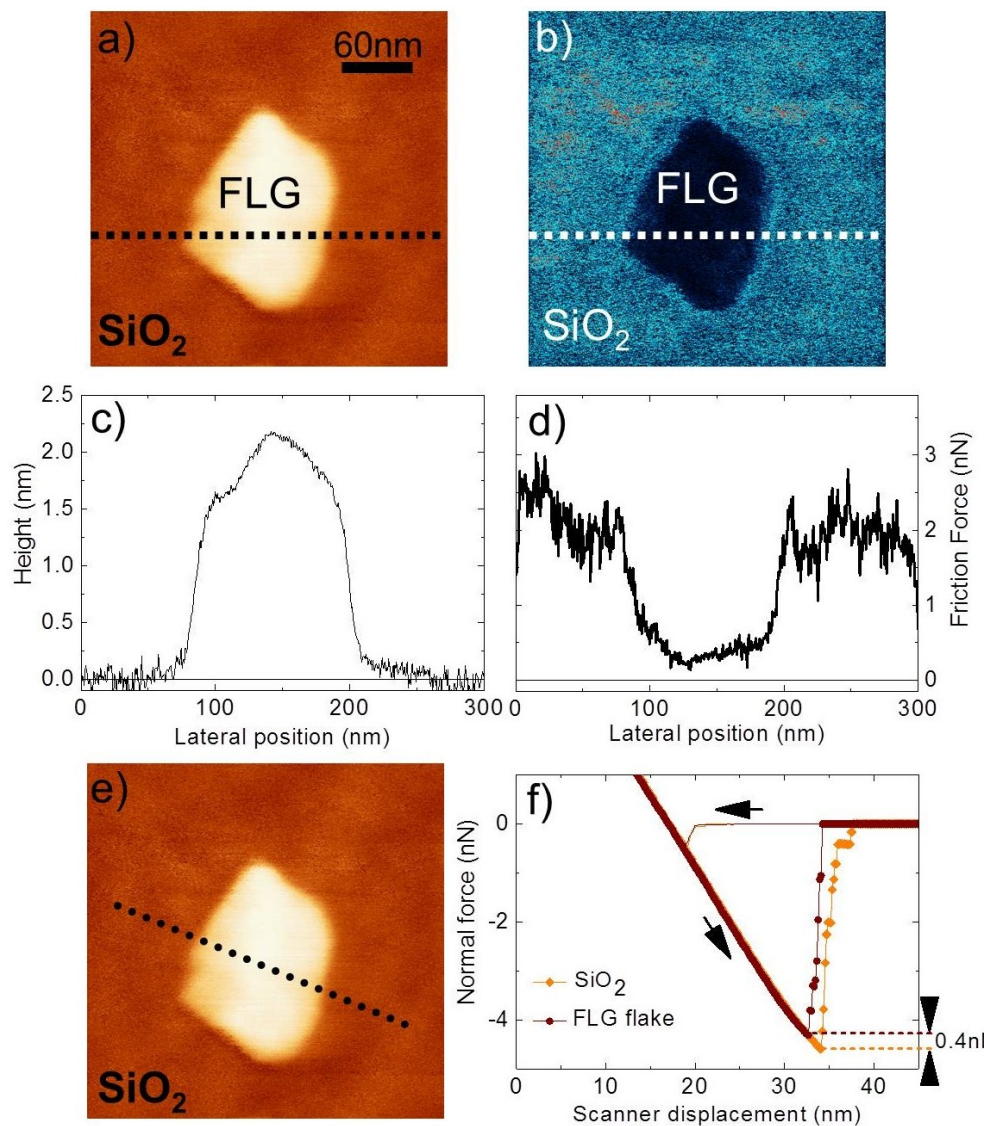 a)
60nm
FLG
SiO₂
b)
FLG
SiO₂
c)
2.5
2.0
1.5
1.0
0.5
0.0
Height (nm)
0 100 200 300
Lateral position (nm)
d)
3
2
1
0
Friction Force (nN)
0 100 200 300
Lateral position (nm)
e)
SiO₂
f)
0
-2
-4
Normal force (nN)
SiO₂
FLG flake
0.4n
0 10 20 30 40
Scanner displacement (nm)